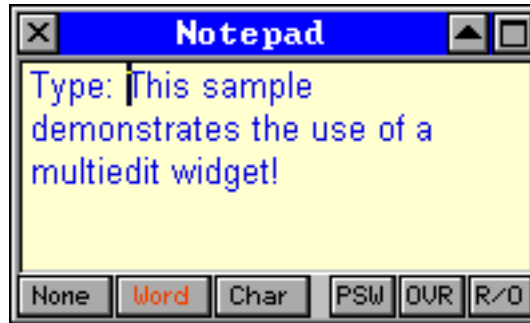 Notepad
Type: This sample
demonstrates the use of a
multiedit widget!
None Word Char PSW OVR R/O